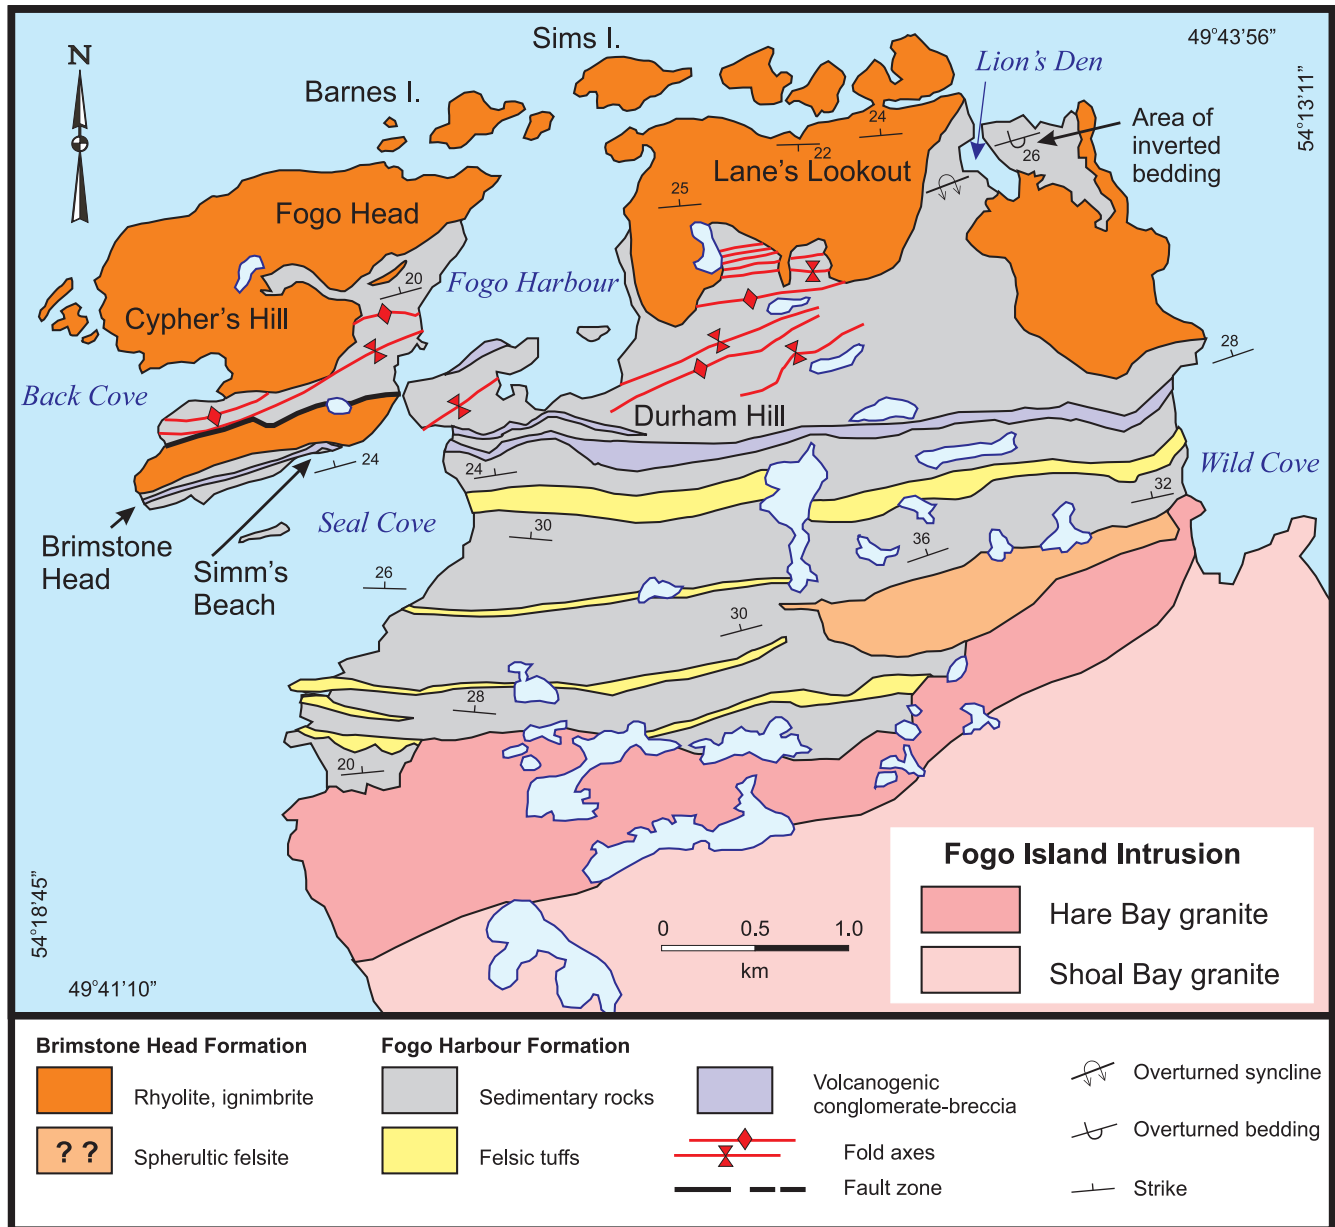 N
Sims I.
Barnes I.
Lion's Den
49°43'56"
54°13'11"
Area of
inverted
bedding
26
24
22
Lane's Lookout
25
Fogo Head
20
Fogo Harbour
Cypher's Hill
28
Back Cove
Durham Hill
24
24
Wild Cove
32
Seal Cove
30
36
Brimstone
Head
Simm's
Beach
26
30
28
20
54°18'45"
49°41'10"
0 0.5 1.0
km
Fogo Island Intrusion
Hare Bay granite
Shoal Bay granite
Brimstone Head Formation
Rhyolite, ignimbrite
? ?
Spherultic felsite
Fogo Harbour Formation
Sedimentary rocks
Felsic tuffs
Volcanogenic
conglomerate-breccia
Fold axes
Fault zone
Overturned syncline
Overturned bedding
Strike